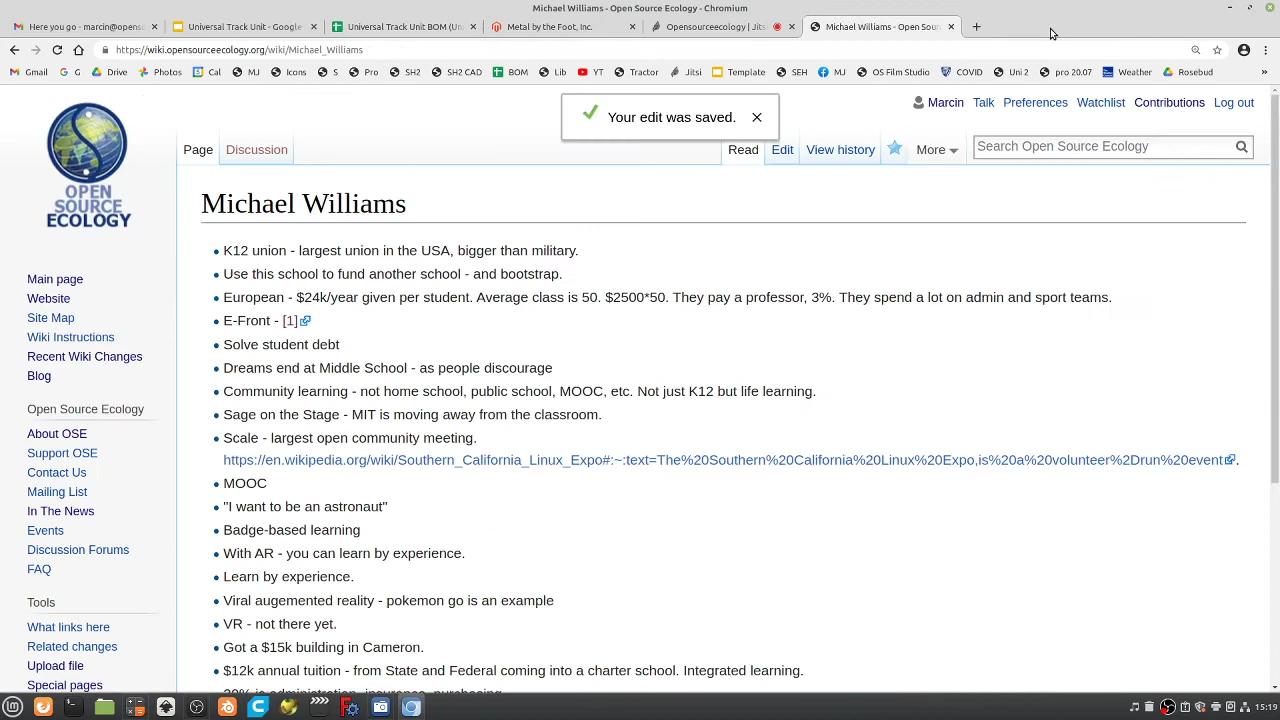 Michael Williams - Open Source Ecology - Chromium
Here you go - marcin@openso
Universal Track Unit - Google
Universal Track Unit BOM (Un
Metal by the Foot, Inc.
Opensourceecology | Jits
Michael Williams - Open Sour
https://wiki.opensourceecology.org/wiki/Michael_Williams
Gmail G Drive Photos Cal MJ Icons S Pro SH2 SH2 CAD BOM Lib YT Tractor Jitsi Template SEH MJ OS Film Studio COVID Uni 2 pro 20.07 Weather Rosebud »
Marcin Talk Preferences Watchlist Contributions Log out
Your edit was saved.
Page Discussion Read Edit View history More Search Open Source Ecology
OPEN
SOURCE
ECOLOGY
Michael Williams
K12 union - largest union in the USA, bigger than military.
Use this school to fund another school - and bootstrap.
European - $24k/year given per student. Average class is 50. $2500*50. They pay a professor, 3%. They spend a lot on admin and sport teams.
E-Front - [1]
Solve student debt
Dreams end at Middle School - as people discourage
Community learning - not home school, public school, MOOC, etc. Not just K12 but life learning.
Sage on the Stage - MIT is moving away from the classroom.
Scale - largest open community meeting.
https://en.wikipedia.org/wiki/Southern_California_Linux_Expo#:~:text=The%20Southern%20California%20Linux%20Expo,is%20a%20volunteer%2Drun%20event.
MOOC
"I want to be an astronaut"
Badge-based learning
With AR - you can learn by experience.
Learn by experience.
Viral augemented reality - pokemon go is an example
VR - not there yet.
Got a $15k building in Cameron.
$12k annual tuition - from State and Federal coming into a charter school. Integrated learning.
Main page
Website
Site Map
Wiki Instructions
Recent Wiki Changes
Blog
Open Source Ecology
About OSE
Support OSE
Contact Us
Mailing List
In The News
Events
Discussion Forums
FAQ
Tools
What links here
Related changes
Upload file
Special pages
15:19